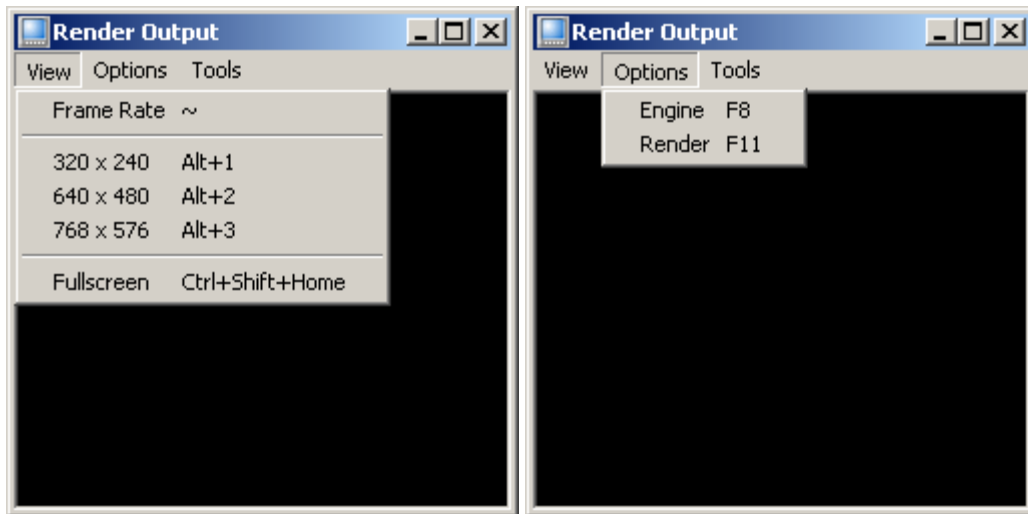 Render Output
View Options Tools
Frame Rate ~
320 x 240 Alt+1
640 x 480 Alt+2
768 x 576 Alt+3
Fullscreen Ctrl+Shift+Home
Render Output
View Options Tools
Engine F8
Render F11